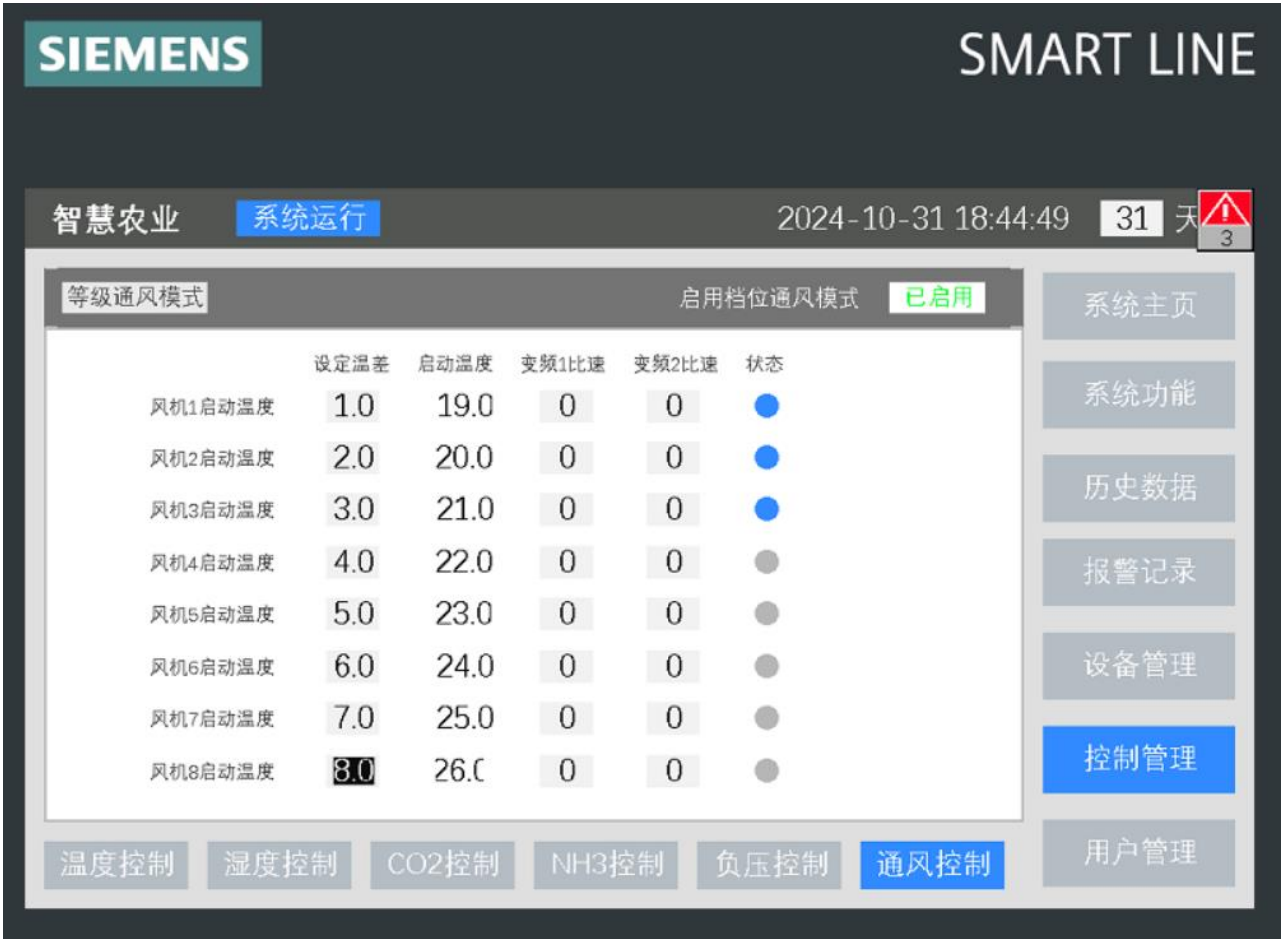 SIEMENS
SMART LINE
智慧农业 系统运行 2024-10-31 18:44:49 31 天
3
等级通风模式 启用档位通风模式 已启用
设定温差 启动温度 变频1比速 变频2比速 状态
风机1启动温度 1.0 19.0 0 0
风机2启动温度 2.0 20.0 0 0
风机3启动温度 3.0 21.0 0 0
风机4启动温度 4.0 22.0 0 0
风机5启动温度 5.0 23.0 0 0
风机6启动温度 6.0 24.0 0 0
风机7启动温度 7.0 25.0 0 0
风机8启动温度 8.0 26.0 0 0
系统主页
系统功能
历史数据
报警记录
设备管理
控制管理
用户管理
温度控制 湿度控制 CO2控制 NH3控制 负压控制 通风控制